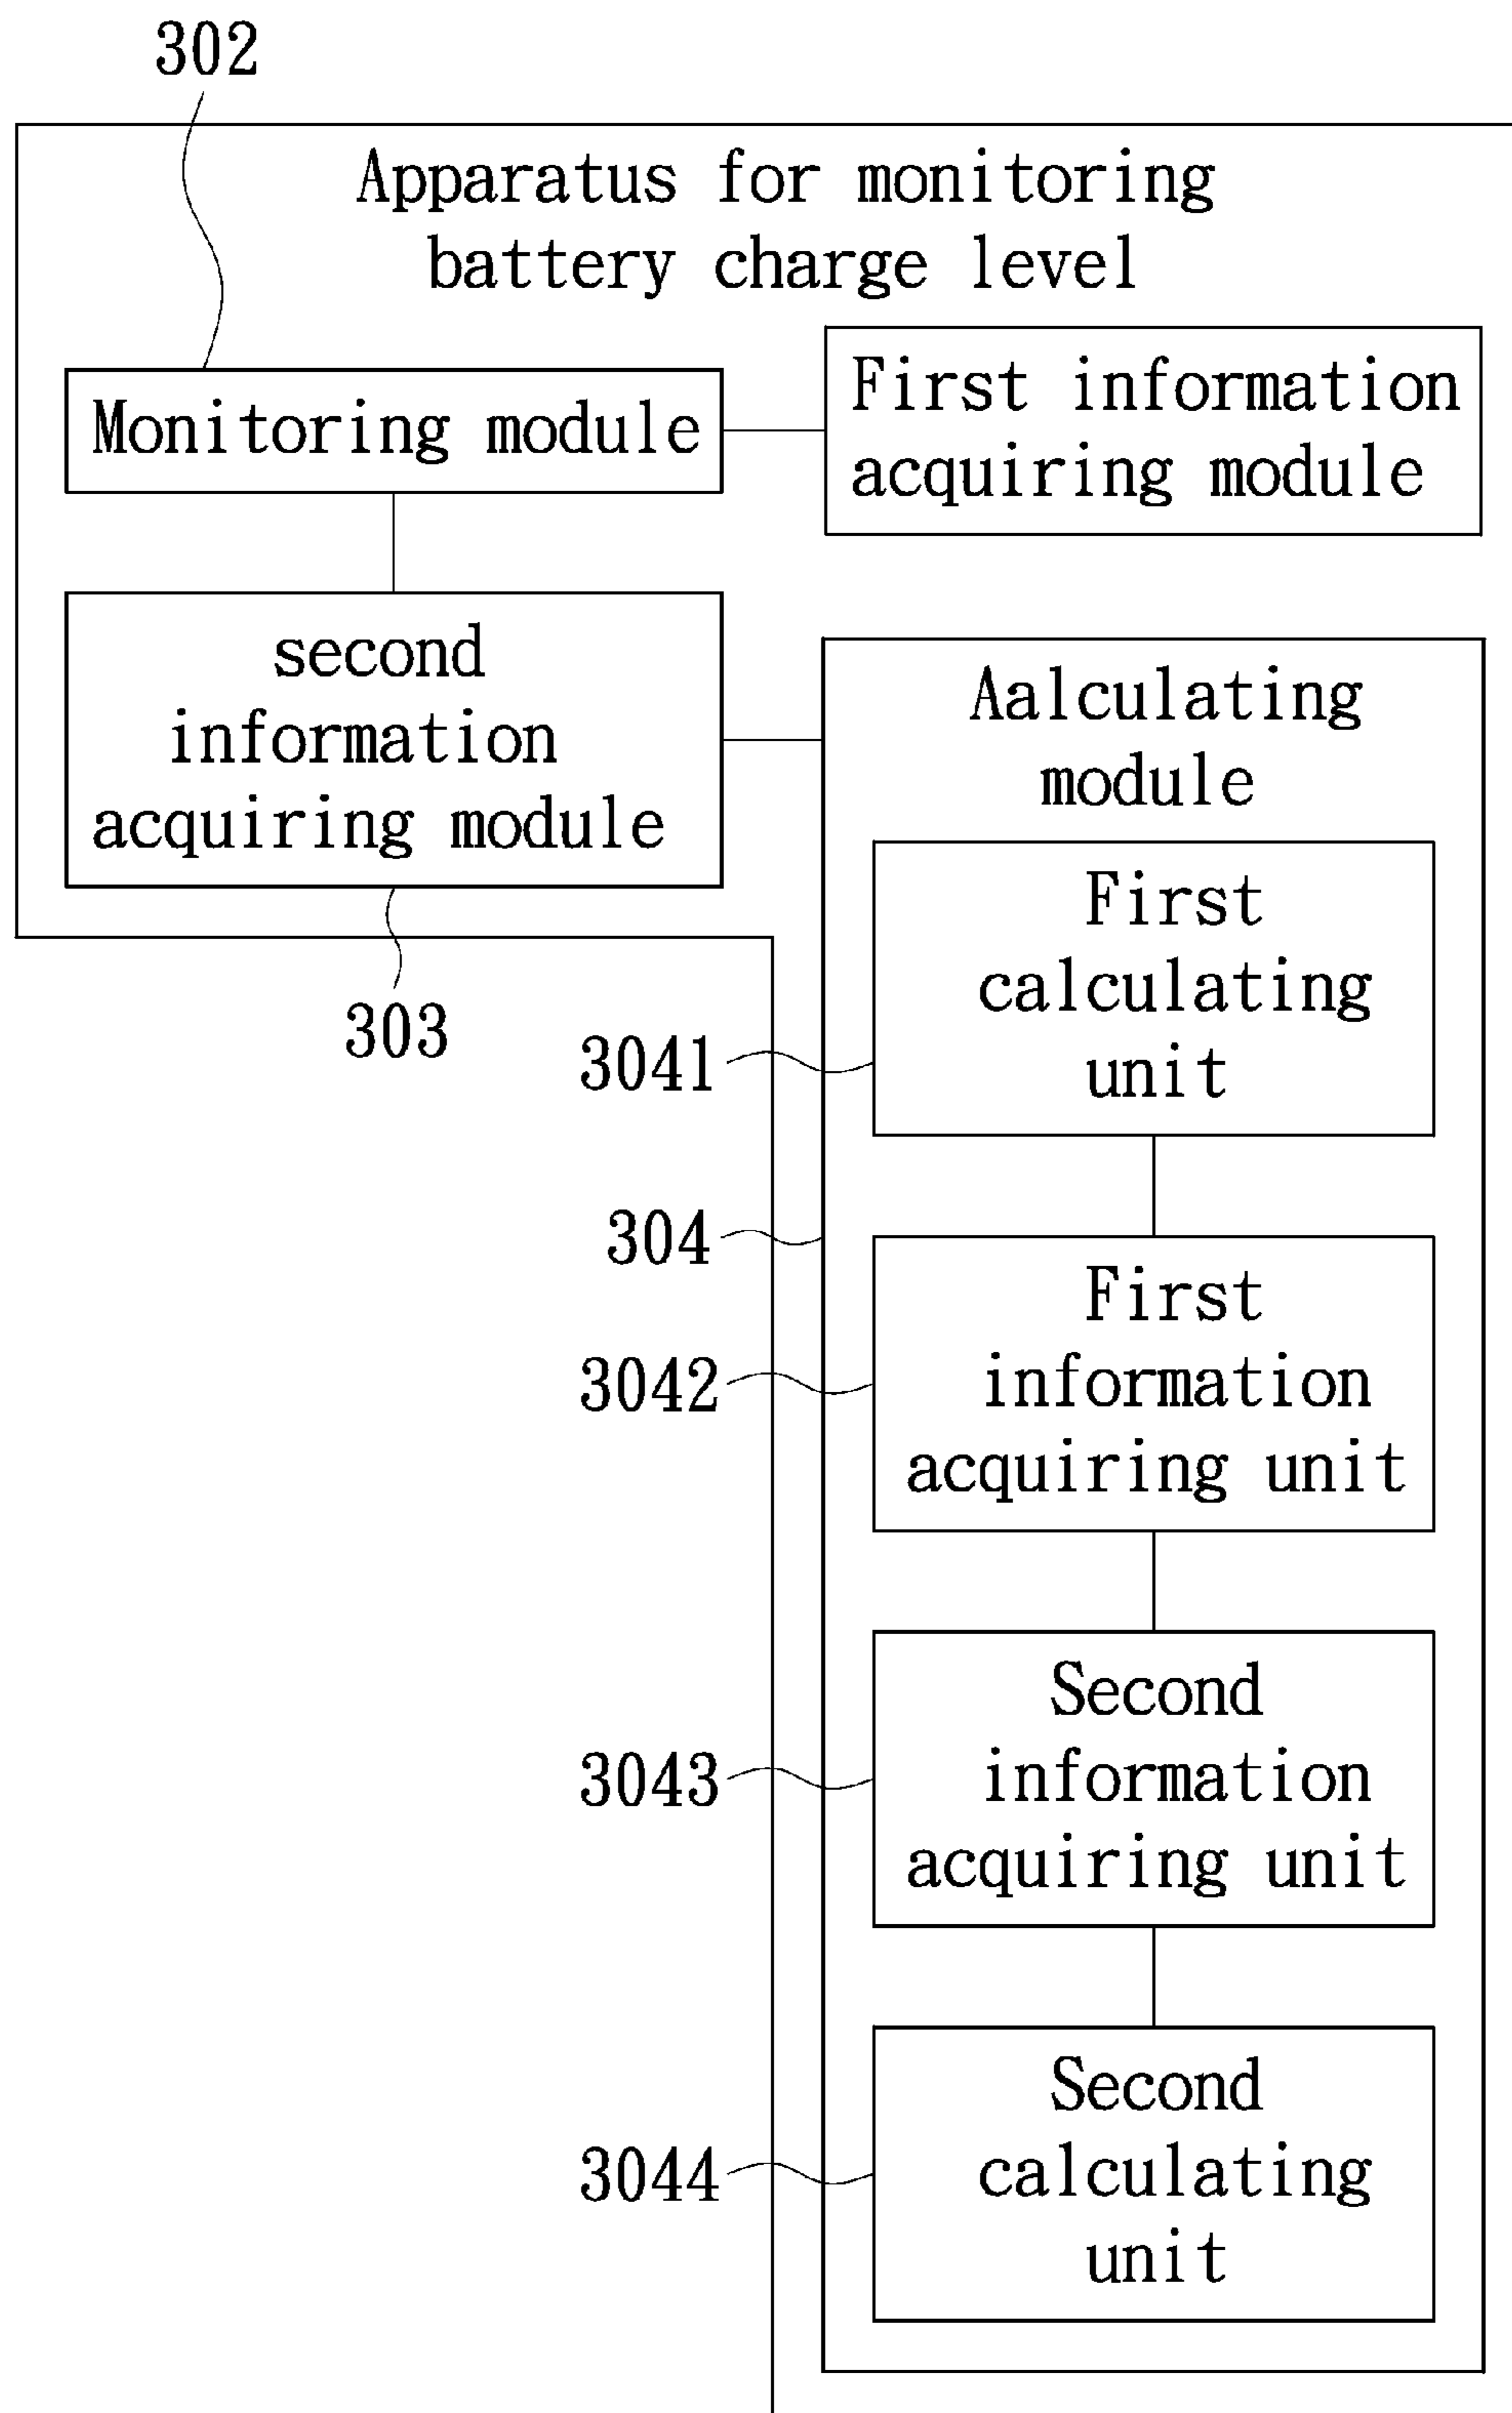 302
Apparatus for monitoring
battery charge level
Monitoring module
First information
acquiring module
second
information
acquiring module
303
Aalculating
module
First
calculating
unit
3041
304
First
information
acquiring unit
3042
Second
information
acquiring unit
3043
Second
calculating
unit
3044